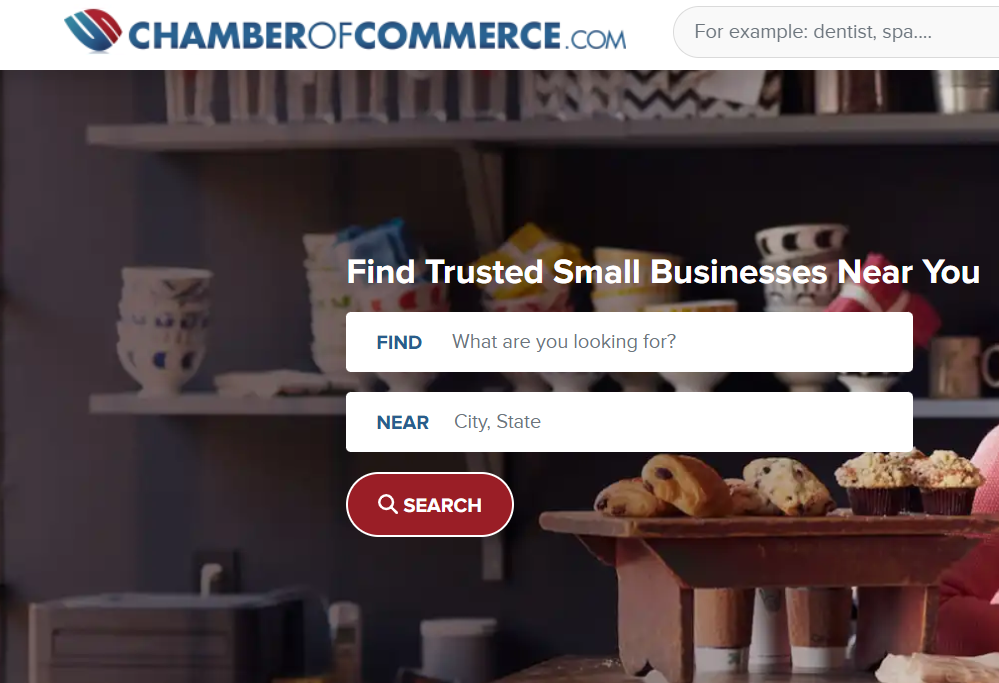 CHAMBEROFCOMMERCE.COM
For example: dentist, spa....
Find Trusted Small Businesses Near You
FIND What are you looking for?
NEAR City, State
SEARCH